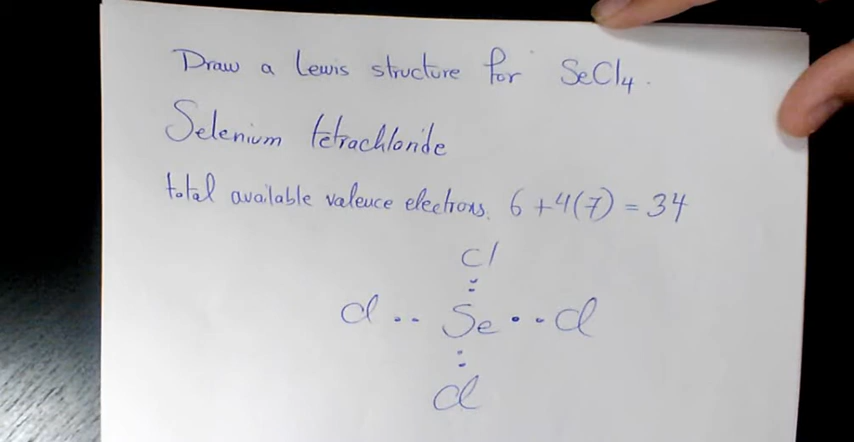 Draw a Lewis structure for SeCl4.
Selenium tetrachloride
total available valence electrons. 6 + 4(7) = 34
Cl
Cl .. Se .. Cl
Cl